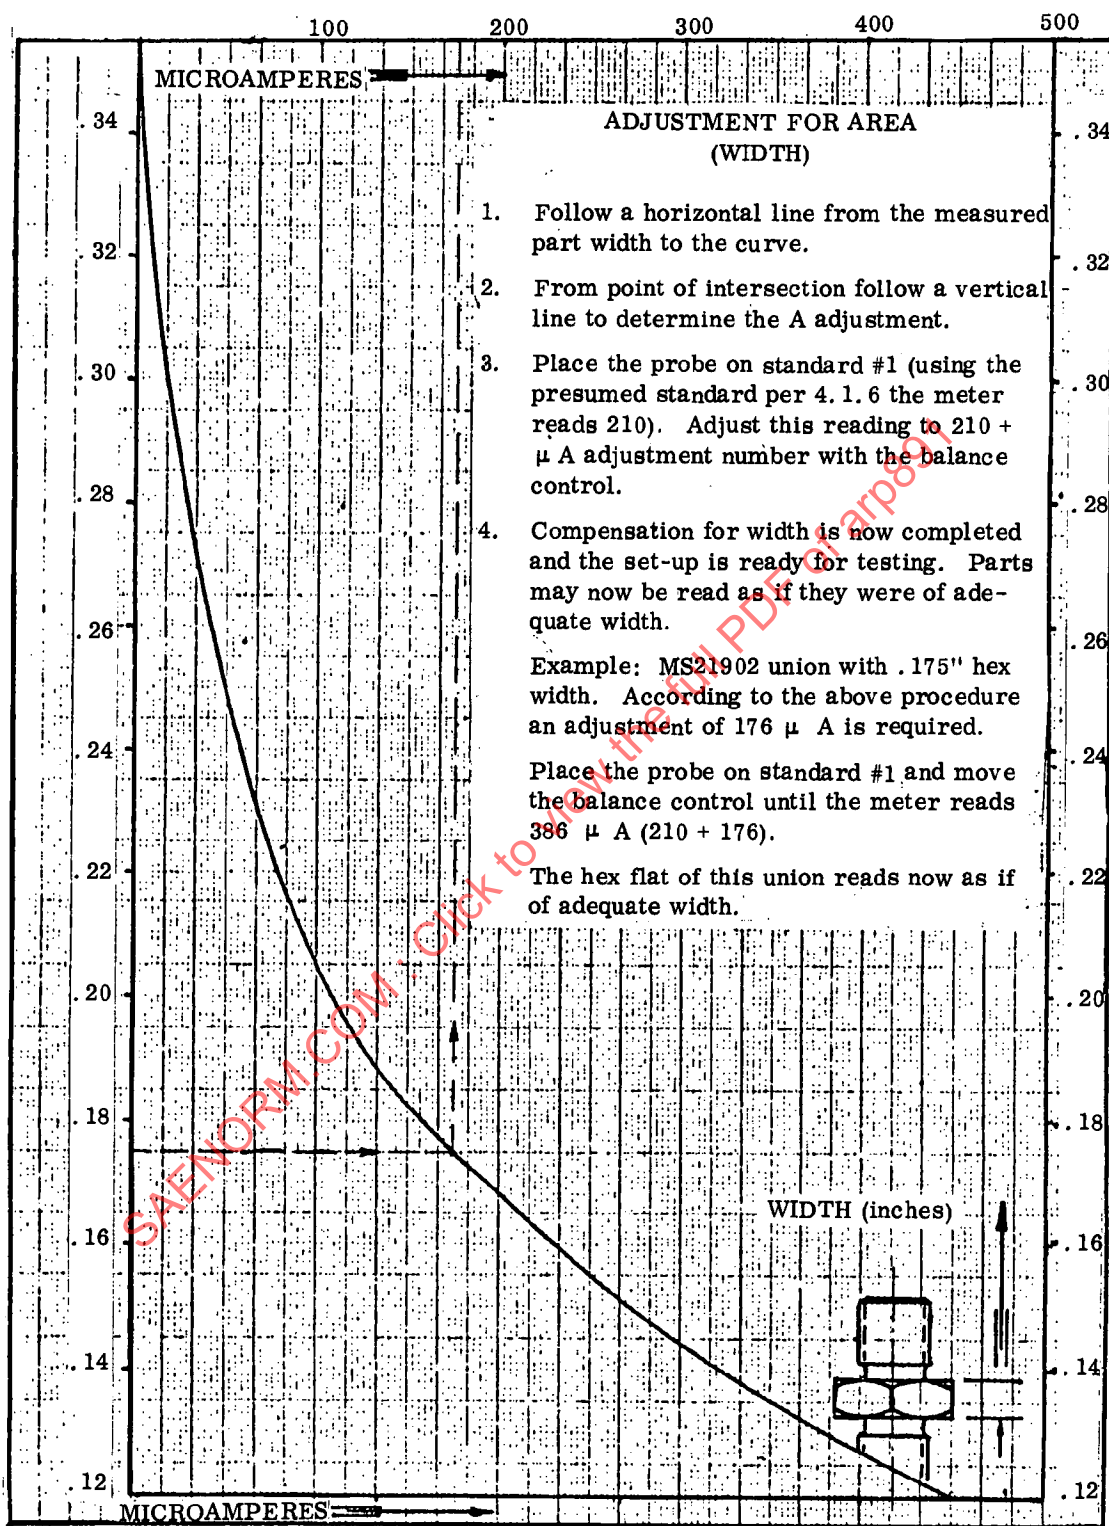 100 200 300 400 500
MICROAMPERES
ADJUSTMENT FOR AREA
(WIDTH)
1. Follow a horizontal line from the measured
part width to the curve.
2. From point of intersection follow a vertical
line to determine the A adjustment.
3. Place the probe on standard #1 (using the
presumed standard per 4.1.6 the meter
reads 210). Adjust this reading to 210 +
μ A adjustment number with the balance
control.
4. Compensation for width is now completed
and the set-up is ready for testing. Parts
may now be read as if they were of ade-
quate width.
Example: MS21902 union with .175" hex
width. According to the above procedure
an adjustment of 176 μ A is required.
Place the probe on standard #1 and move
the balance control until the meter reads
386 μ A (210 + 176).
The hex flat of this union reads now as if
of adequate width.
.34
.32
.30
.28
.26
.24
.22
.20
.18
.16
.14
.12
.34
.32
.30
.28
.26
.24
.22
.20
.18
.16
.14
.12
WIDTH (inches)
MICROAMPERES
SAENORM.COM : Click to view the full PDF of arp891